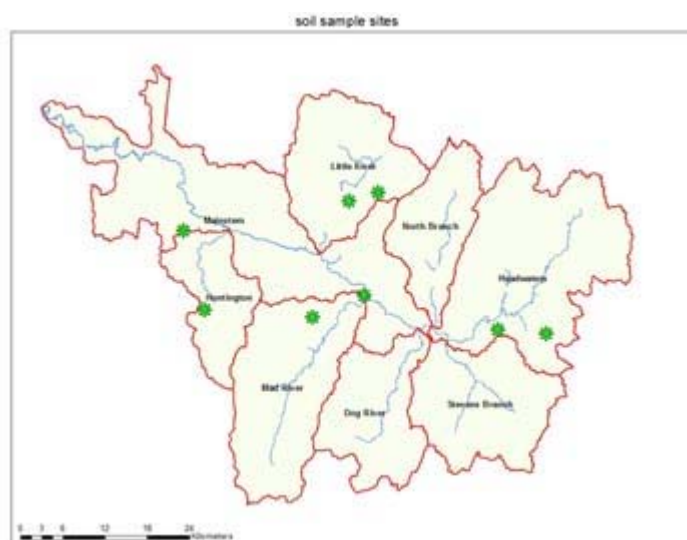 soil sample sites
Little River
Mainstem
North Branch
Headwaters
Huntington
Mad River
Dog River
Stevens Branch
0 3 6 12 18 24
Kilometers